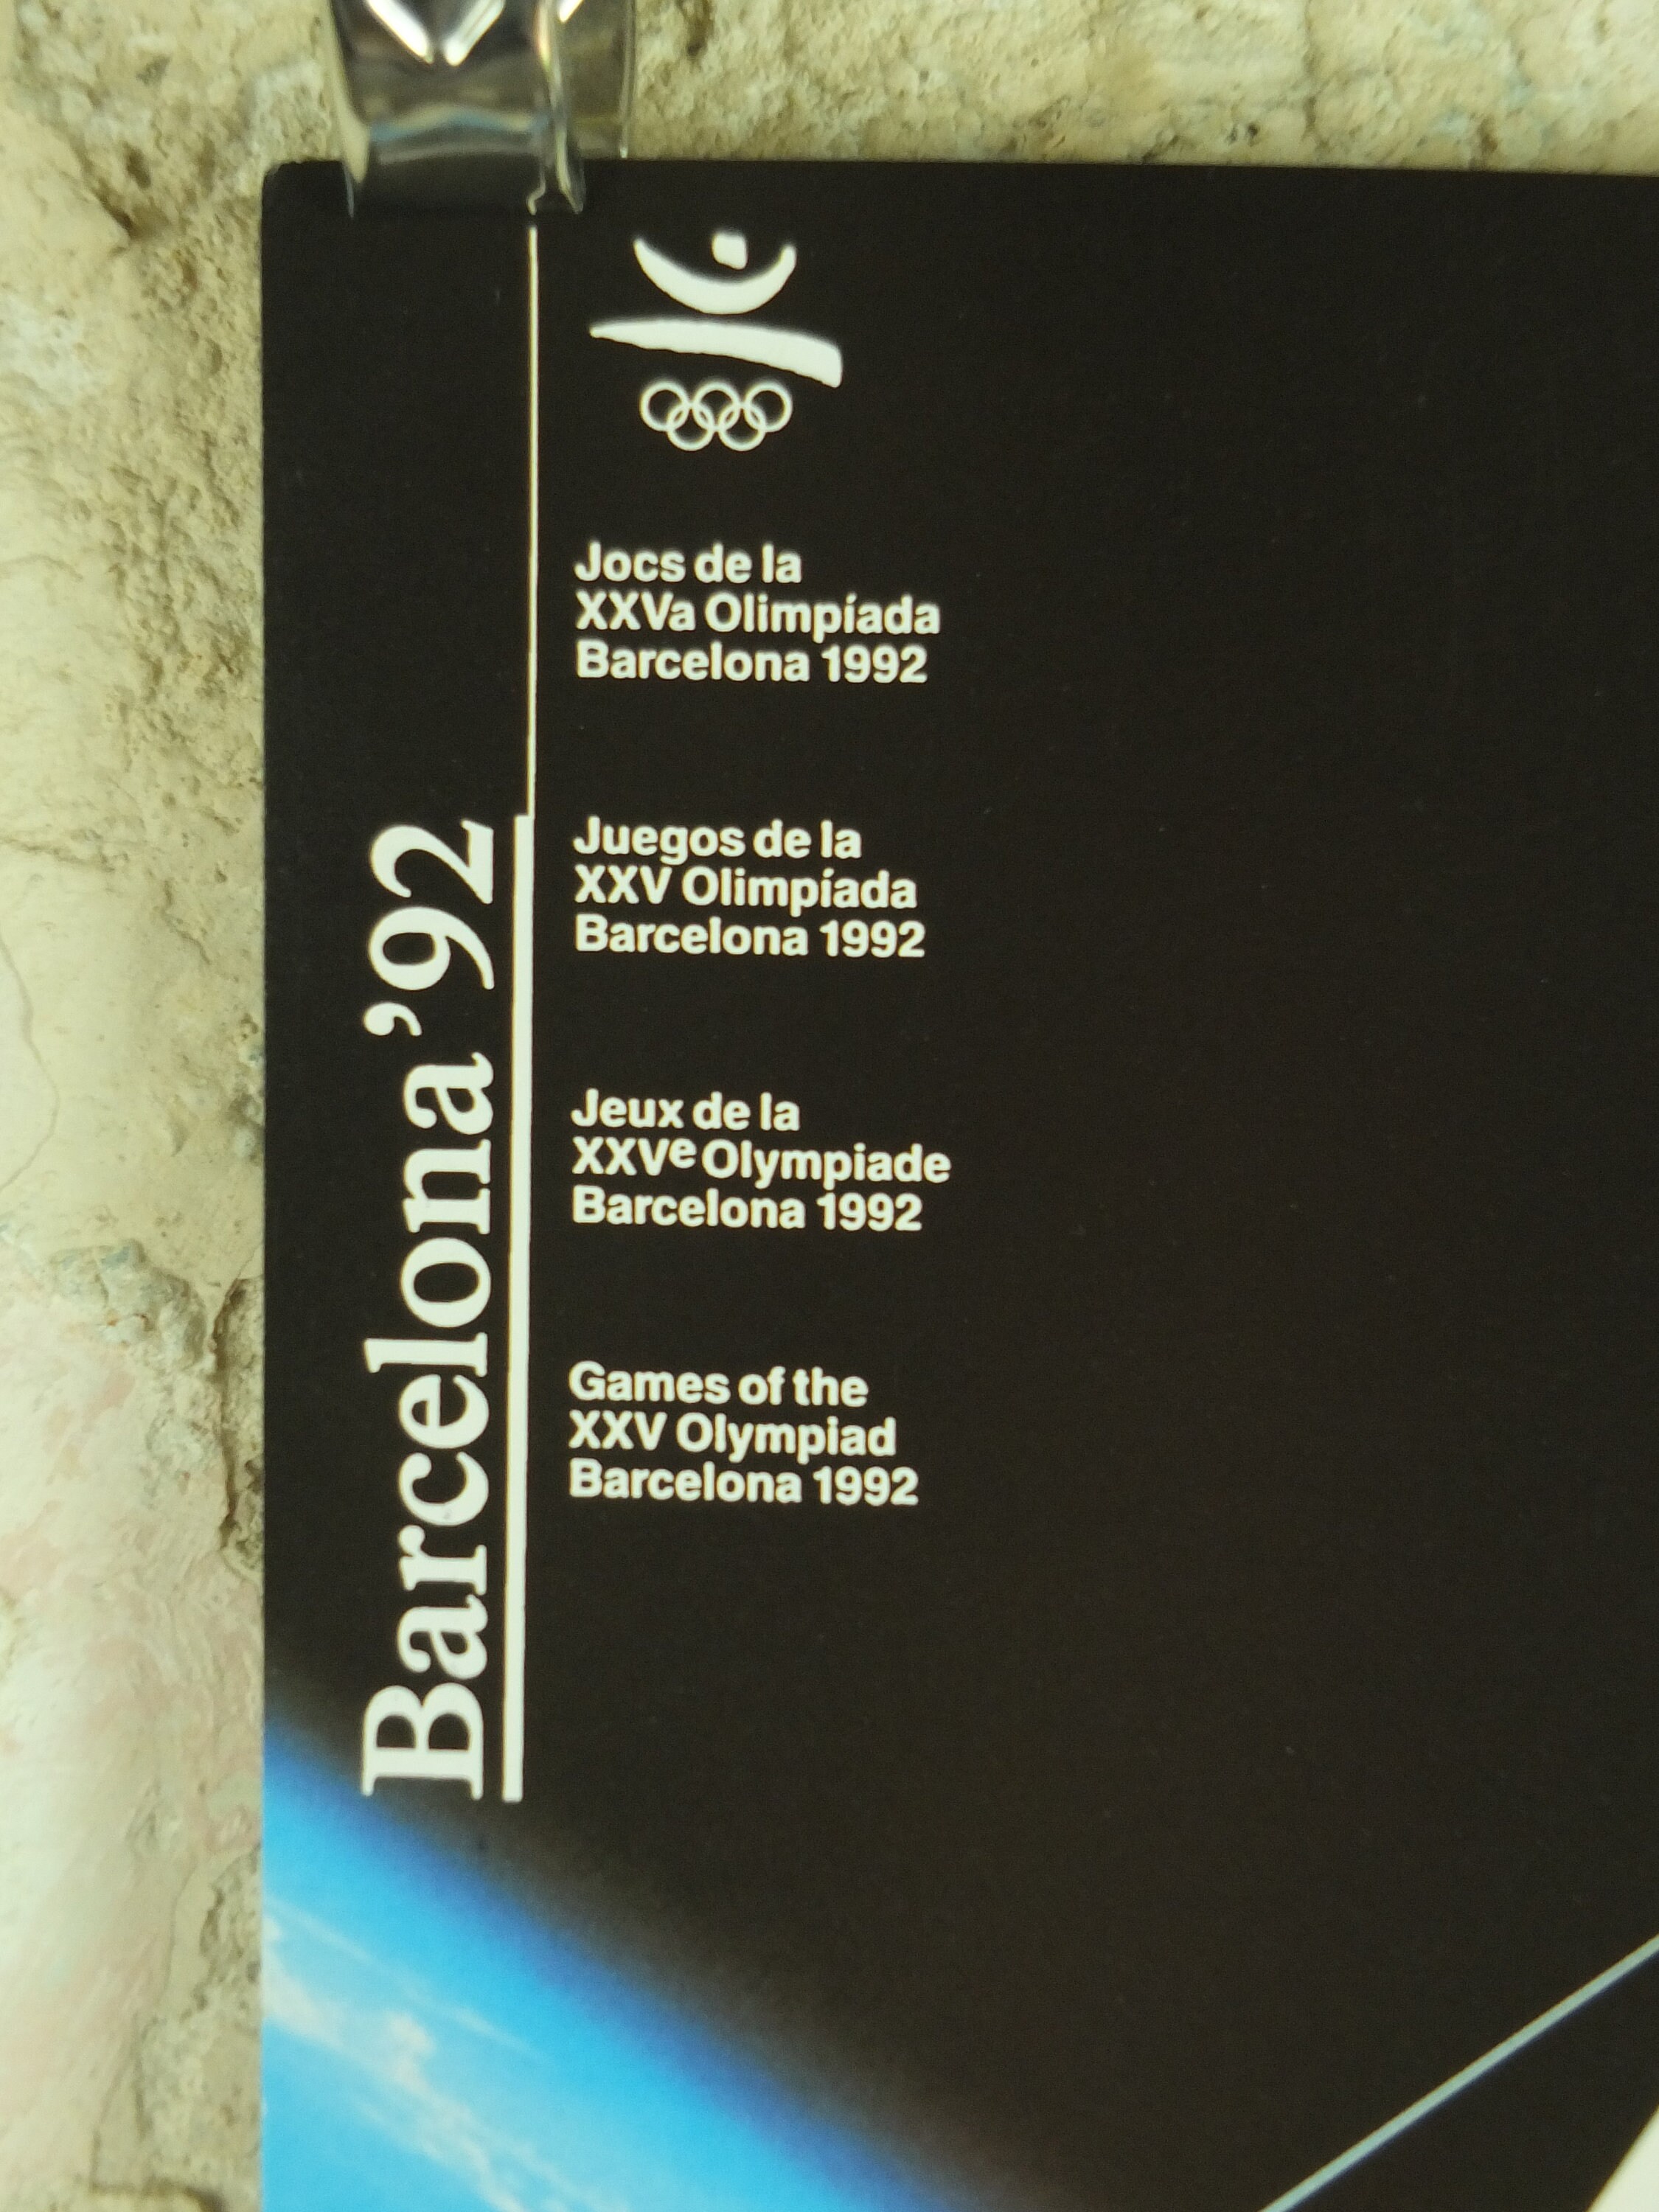 Barcelona '92
Jocs de la
XXVa Olimpíada
Barcelona 1992
Juegos de la
XXV Olimpíada
Barcelona 1992
Jeux de la
XXVe Olympiade
Barcelona 1992
Games of the
XXV Olympiad
Barcelona 1992